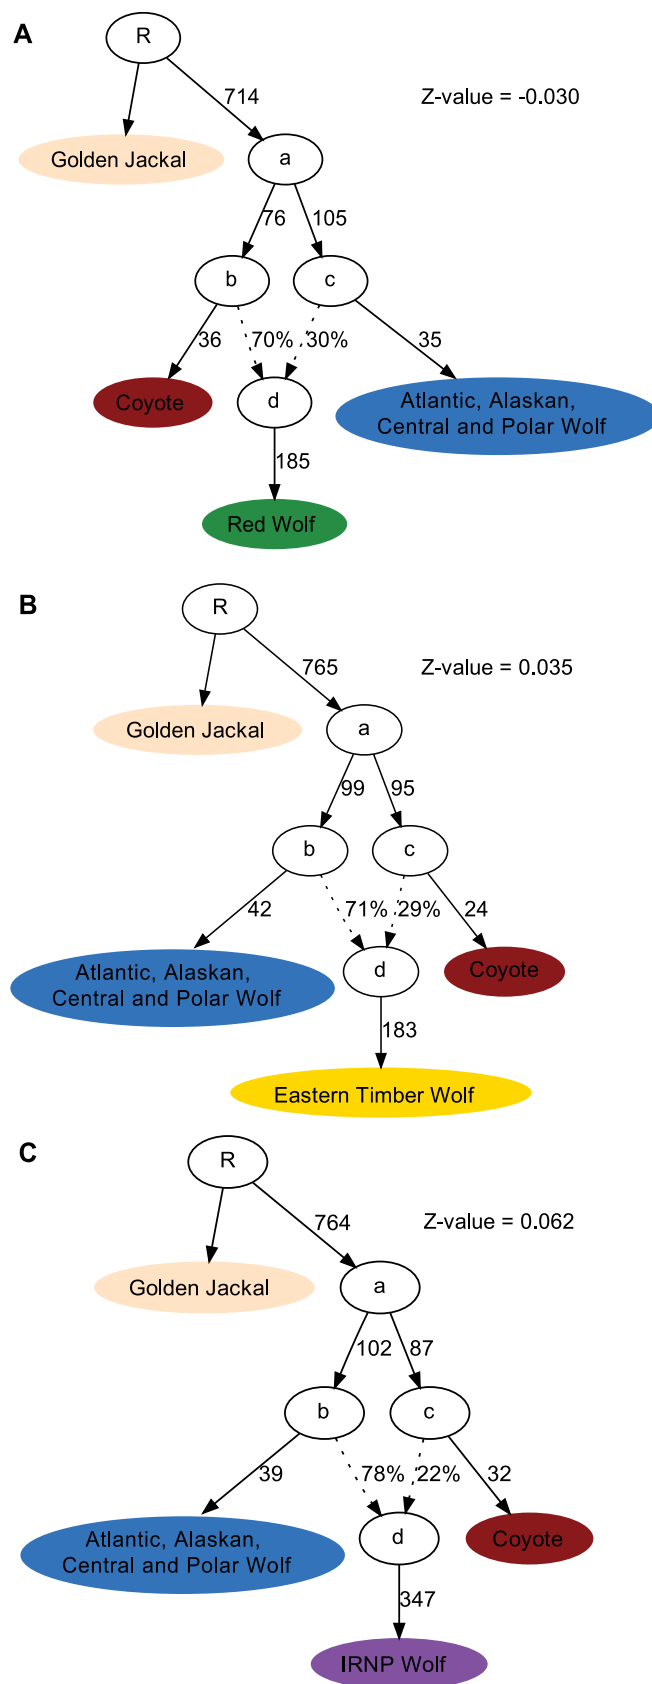 A
R
714
Z-value = -0.030
Golden Jackal
a
76
105
b
c
36
70%
30%
35
Coyote
d
Atlantic, Alaskan,
Central and Polar Wolf
185
Red Wolf
B
R
765
Z-value = 0.035
Golden Jackal
a
99
95
b
c
42
71%
29%
24
Atlantic, Alaskan,
Central and Polar Wolf
d
Coyote
183
Eastern Timber Wolf
C
R
764
Z-value = 0.062
Golden Jackal
a
102
87
b
c
39
78%
22%
32
Atlantic, Alaskan,
Central and Polar Wolf
d
Coyote
347
IRNP Wolf